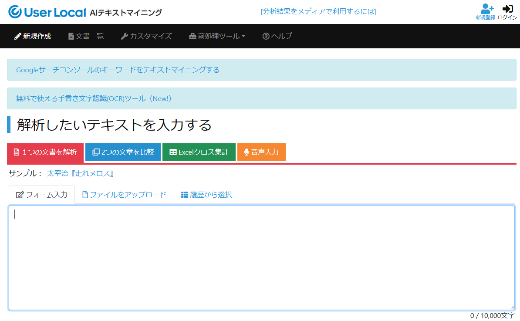 User Local AIテキストマイニング
[分析結果をメディアで利用するには]
新規登録 ログイン
新規作成 文書一覧 カスタマイズ 前処理ツール ヘルプ
Googleサーチコンソールのキーワードをテキストマイニングする
無料で使える手書き文字認識(OCR)ツール（New!）
解析したいテキストを入力する
1つの文書を解析 2つの文章を比較 Excelクロス集計 音声入力
サンプル： 太宰治『走れメロス』
フォーム入力 ファイルをアップロード 履歴から選択
0 / 10,000文字